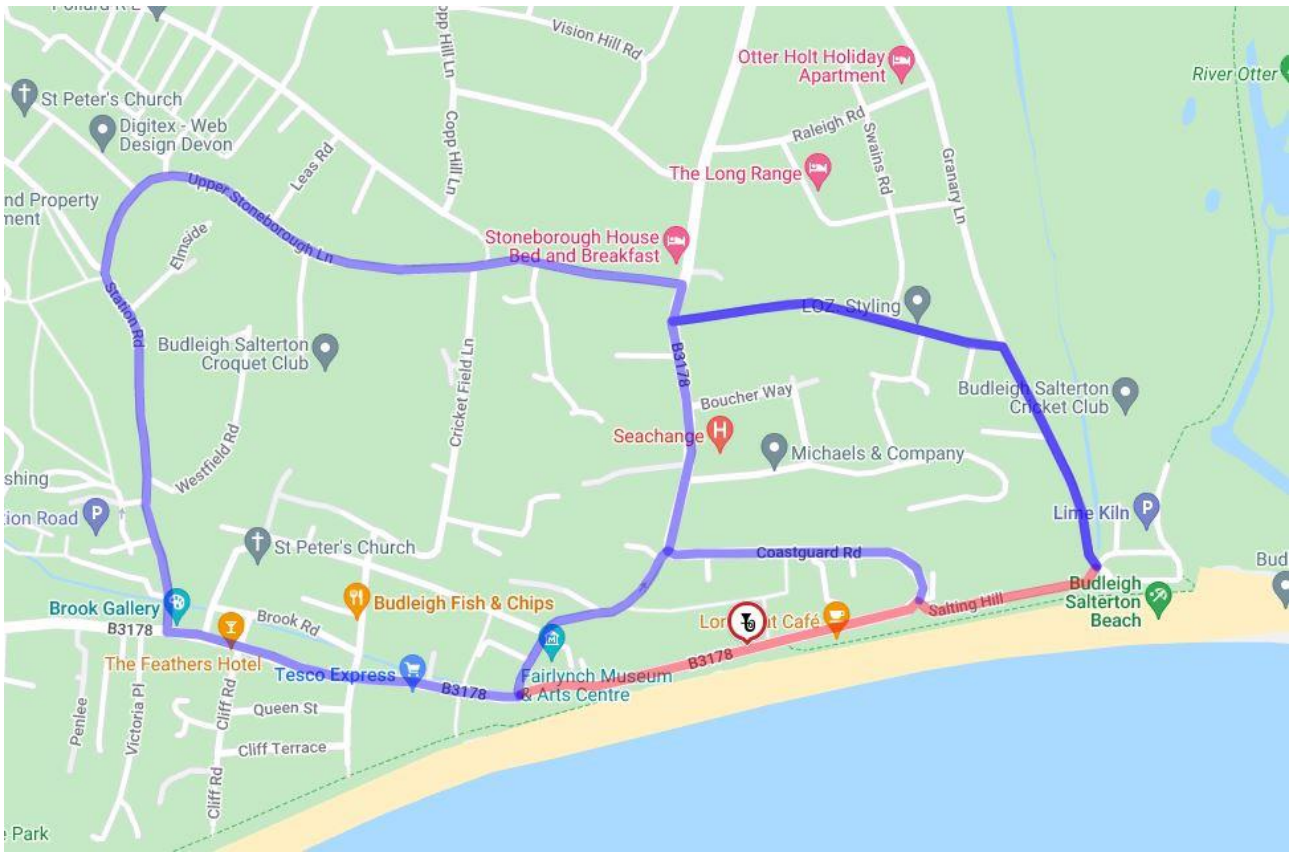 Vision Hill Rd
Copp Hill Ln
Otter Holt Holiday
Apartment
River Otter
St Peter's Church
Digitex - Web
Design Devon
Leas Rd
Copp Hill Ln
Raleigh Rd
Swains Rd
Granary Ln
The Long Range
nd Property
ment
Upper Stoneborough Ln
Elmside
Stoneborough House
Bed and Breakfast
Station Rd
LOZ. Styling
Budleigh Salterton
Croquet Club
B3178
Cricket Field Ln
Boucher Way
Budleigh Salterton
Cricket Club
Seachange
H
Michaels & Company
Westfield Rd
shing
tion Road
P
Lime Kiln
P
St Peter's Church
Coastguard Rd
Bud
Budleigh
Salterton
Beach
Brook Gallery
B3178
Budleigh Fish & Chips
Brook Rd
Salting Hill
Café
The Feathers Hotel
Tesco Express
B3178
B3178
Fairlynch Museum
& Arts Centre
Penlee
Victoria Pl
Cliff Rd
Queen St
Cliff Terrace
Cliff Rd
Park